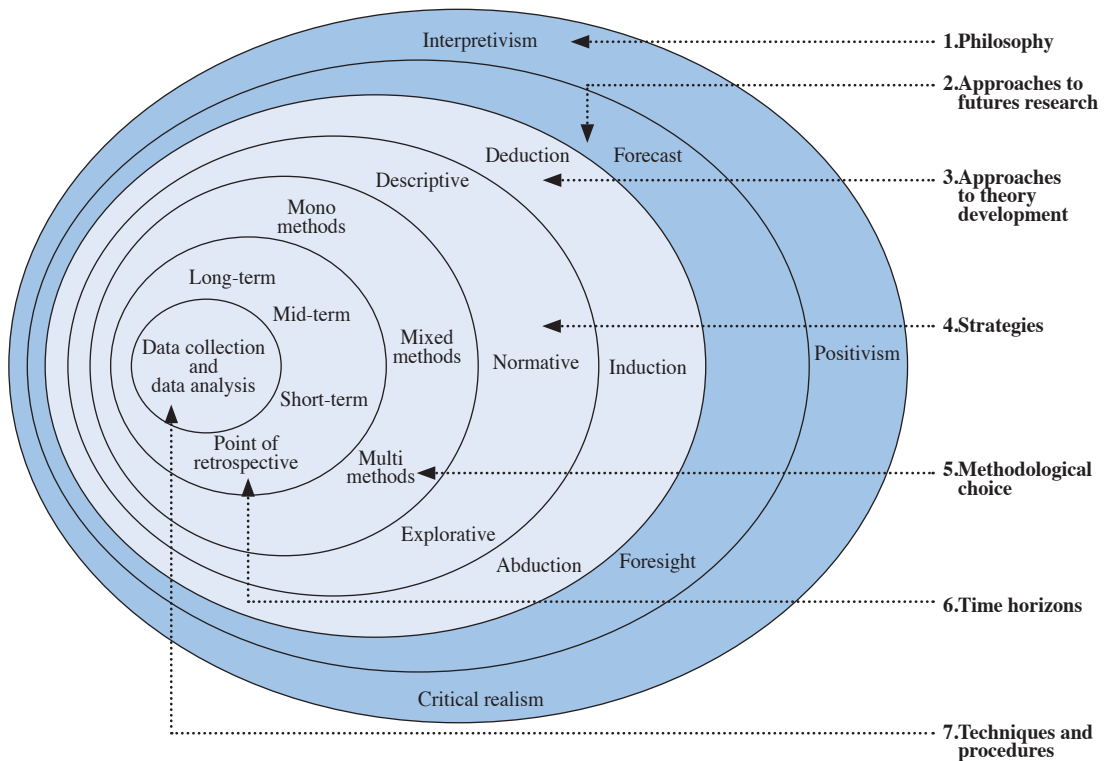 Interpretivism
1.Philosophy
2.Approaches to
futures research
Deduction
Forecast
3.Approaches
to theory
development
Descriptive
Mono
methods
Long-term
Mid-term
4.Strategies
Data collection
and
data analysis
Mixed
methods
Normative
Induction
Positivism
Short-term
Point of
retrospective
Multi
methods
5.Methodological
choice
Explorative
Abduction
Foresight
6.Time horizons
Critical realism
7.Techniques and
procedures